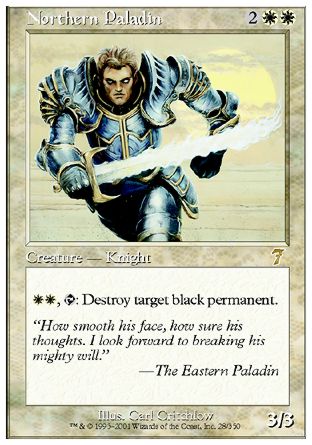 Northern Paladin 2
Creature — Knight 7
, : Destroy target black permanent.
“How smooth his face, how sure his
thoughts. I look forward to breaking his
mighty will.”
—The Eastern Paladin
Illus. Carl Critchlow
™ & © 1993-2001 Wizards of the Coast, Inc. 28/350
3/3